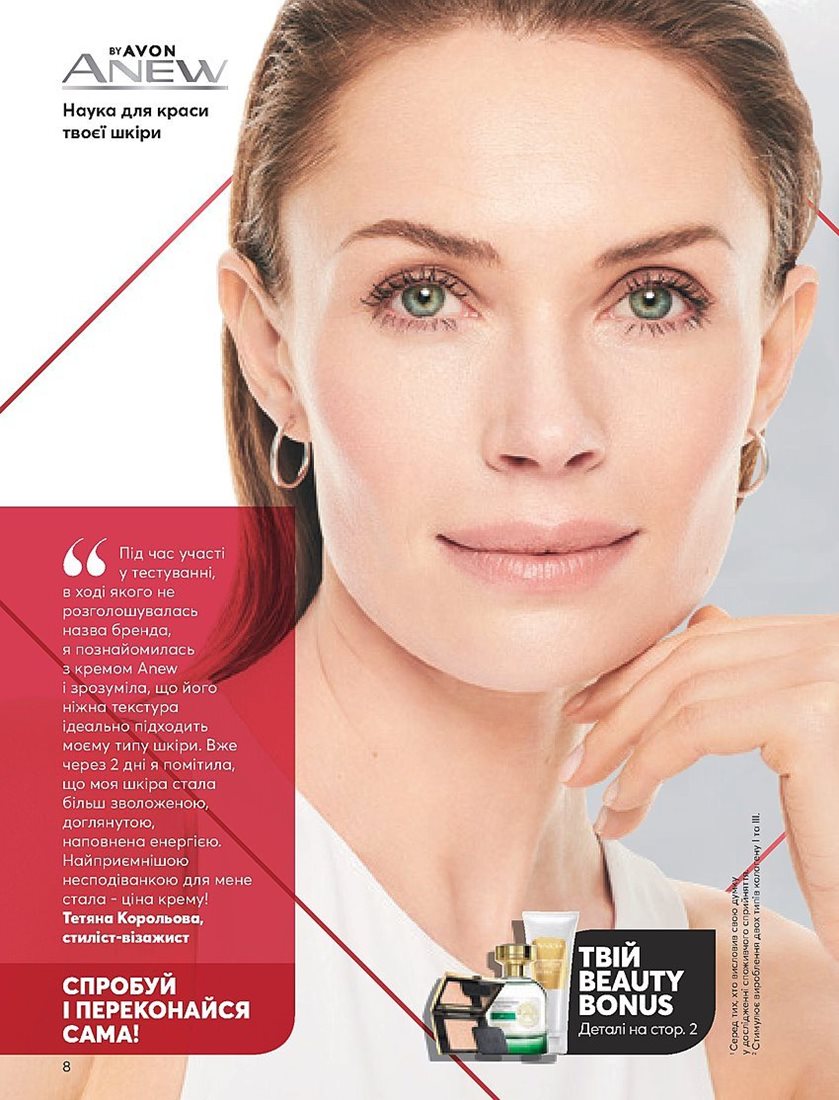 BY AVON
ANEW
Наука для краси
твоєї шкіри
“ Під час участі
у тестуванні,
в ході якого не
розголошувалась
назва бренда,
я познайомилась
з кремом Anew
і зрозуміла, що його
ніжна текстура
ідеально підходить
моєму типу шкіри. Вже
через 2 дні я помітила,
що моя шкіра стала
більш зволоженою,
доглянутою,
наповнена енергією.
Найприємнішою
несподіванкою для мене
стала - ціна крему!
Тетяна Корольова,
стиліст-візажист
СПРОБУЙ
І ПЕРЕКОНАЙСЯ
САМА!
ТВІЙ
BEAUTY
BONUS
Деталі на стор. 2
¹ Серед тих, хто висловив свою думку
у дослідженні споживчого сприйняття.
² Стимулює вироблення двох типів колагену І та ІІІ.
8